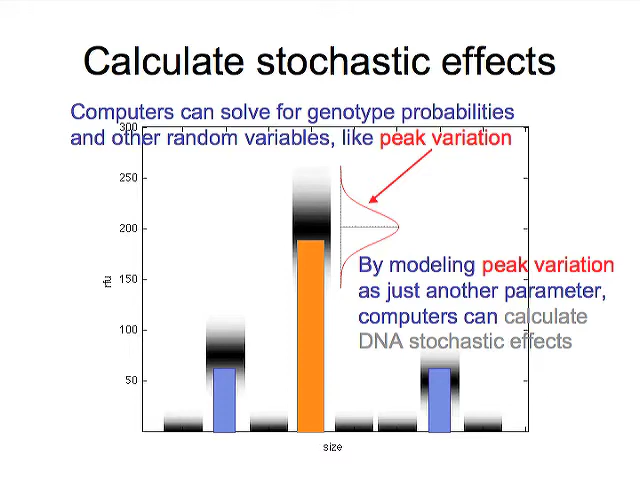 Calculate stochastic effects
Computers can solve for genotype probabilities
and other random variables, like peak variation
300
250
200
150
100
50
rfu
By modeling peak variation
as just another parameter,
computers can calculate
DNA stochastic effects
size